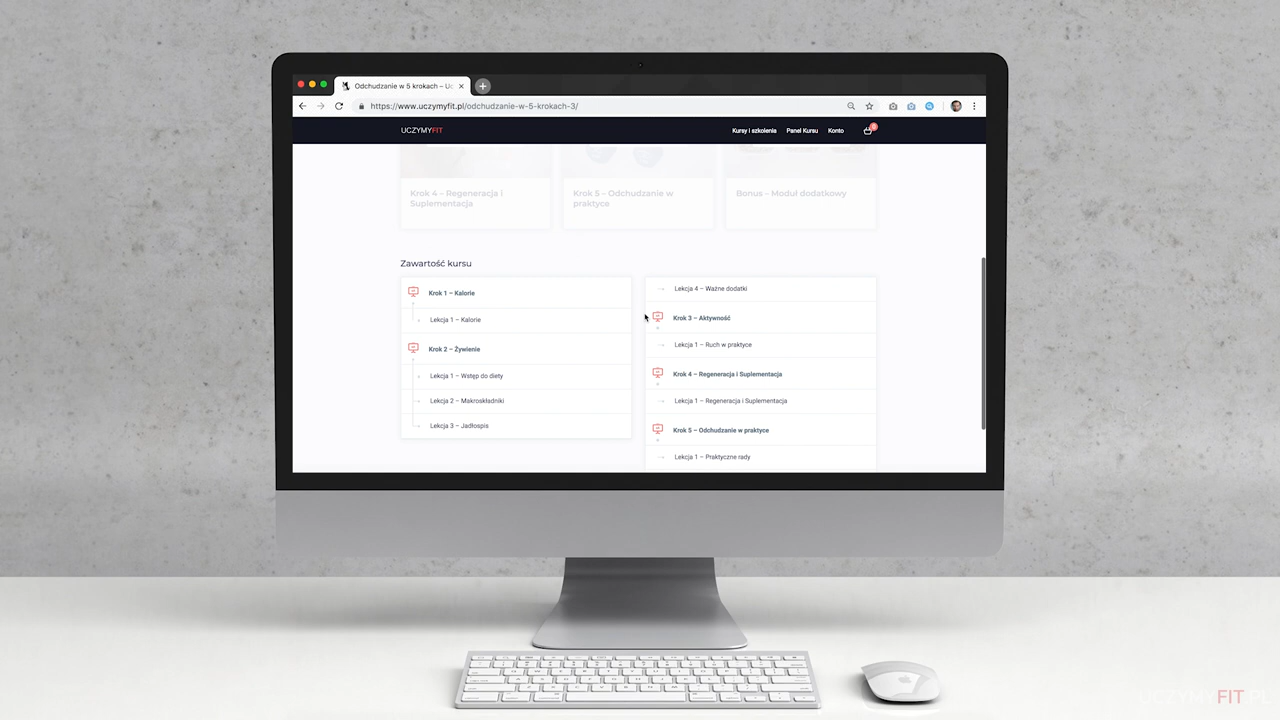 Odchudzanie w 5 krokach – Uc
https://www.uczymyfit.pl/odchudzanie-w-5-krokach-3/
UCZYMYFIT
Kursy i szkolenia
Panel Kursu
Konto
0
Krok 4 – Regeneracja i
Suplementacja
Krok 5 – Odchudzanie w
praktyce
Bonus – Moduł dodatkowy
Zawartość kursu
Krok 1 – Kalorie
Lekcja 1 – Kalorie
Krok 2 – Żywienie
Lekcja 1 – Wstęp do diety
Lekcja 2 – Makroskładniki
Lekcja 3 – Jadłospis
Lekcja 4 – Ważne dodatki
Krok 3 – Aktywność
Lekcja 1 – Ruch w praktyce
Krok 4 – Regeneracja i Suplementacja
Lekcja 1 – Regeneracja i Suplementacja
Krok 5 – Odchudzanie w praktyce
Lekcja 1 – Praktyczne rady
UCZYMYFIT.PL